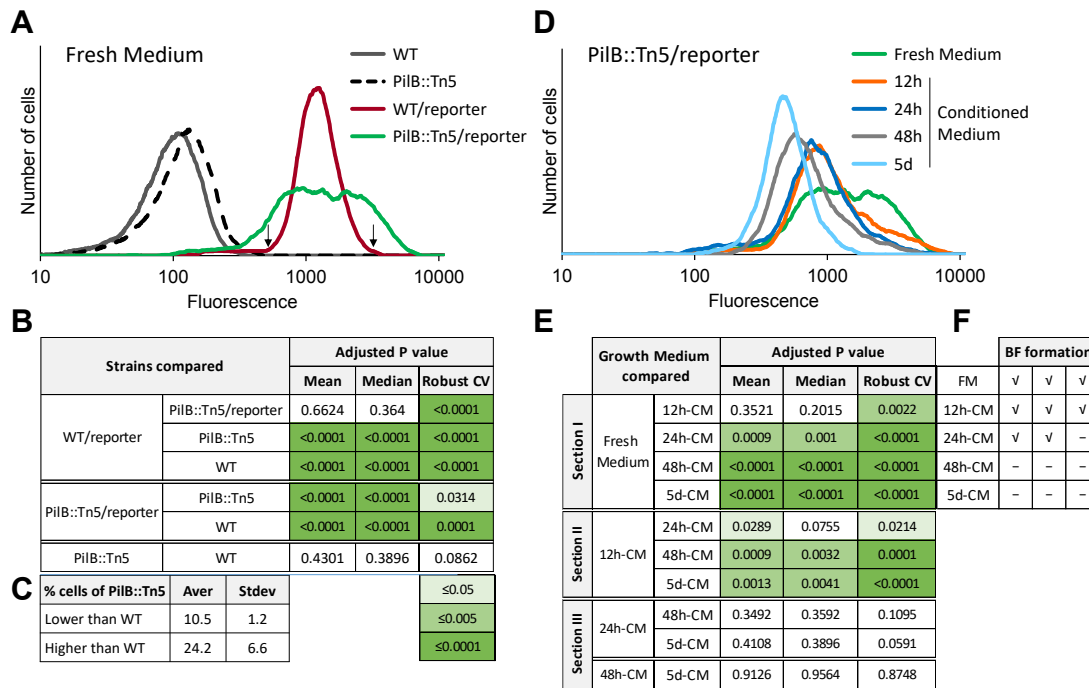 A
Fresh Medium
WT
PilB::Tn5
WT/reporter
PilB::Tn5/reporter
Number of cells
10 100 1000 10000
Fluorescence
D
PilB::Tn5/reporter
Fresh Medium
12h
24h
48h
5d
Conditioned
Medium
Number of cells
10 100 1000 10000
Fluorescence
B
Strains compared Adjusted P value
Mean Median Robust CV
WT/reporter PilB::Tn5/reporter 0.6624 0.364 <0.0001
PilB::Tn5 <0.0001 <0.0001 <0.0001
WT <0.0001 <0.0001 <0.0001
PilB::Tn5/reporter PilB::Tn5 <0.0001 <0.0001 0.0314
WT <0.0001 <0.0001 0.0001
PilB::Tn5 WT 0.4301 0.3896 0.0862
C
% cells of PilB::Tn5 Aver Stdev
Lower than WT 10.5 1.2
Higher than WT 24.2 6.6
≤0.05
≤0.005
≤0.0001
E
Growth Medium
compared
Adjusted P value
Mean Median Robust CV
Section I
Fresh
Medium
12h-CM 0.3521 0.2015 0.0022
24h-CM 0.0009 0.001 <0.0001
48h-CM <0.0001 <0.0001 <0.0001
5d-CM <0.0001 <0.0001 <0.0001
Section II
12h-CM
24h-CM 0.0289 0.0755 0.0214
48h-CM 0.0009 0.0032 0.0001
5d-CM 0.0013 0.0041 <0.0001
Section III
24h-CM
48h-CM 0.3492 0.3592 0.1095
5d-CM 0.4108 0.3896 0.0591
48h-CM 5d-CM 0.9126 0.9564 0.8748
F
BF formation
FM √ √ √
12h-CM √ √ √
24h-CM √ √ –
48h-CM – – –
5d-CM – – –